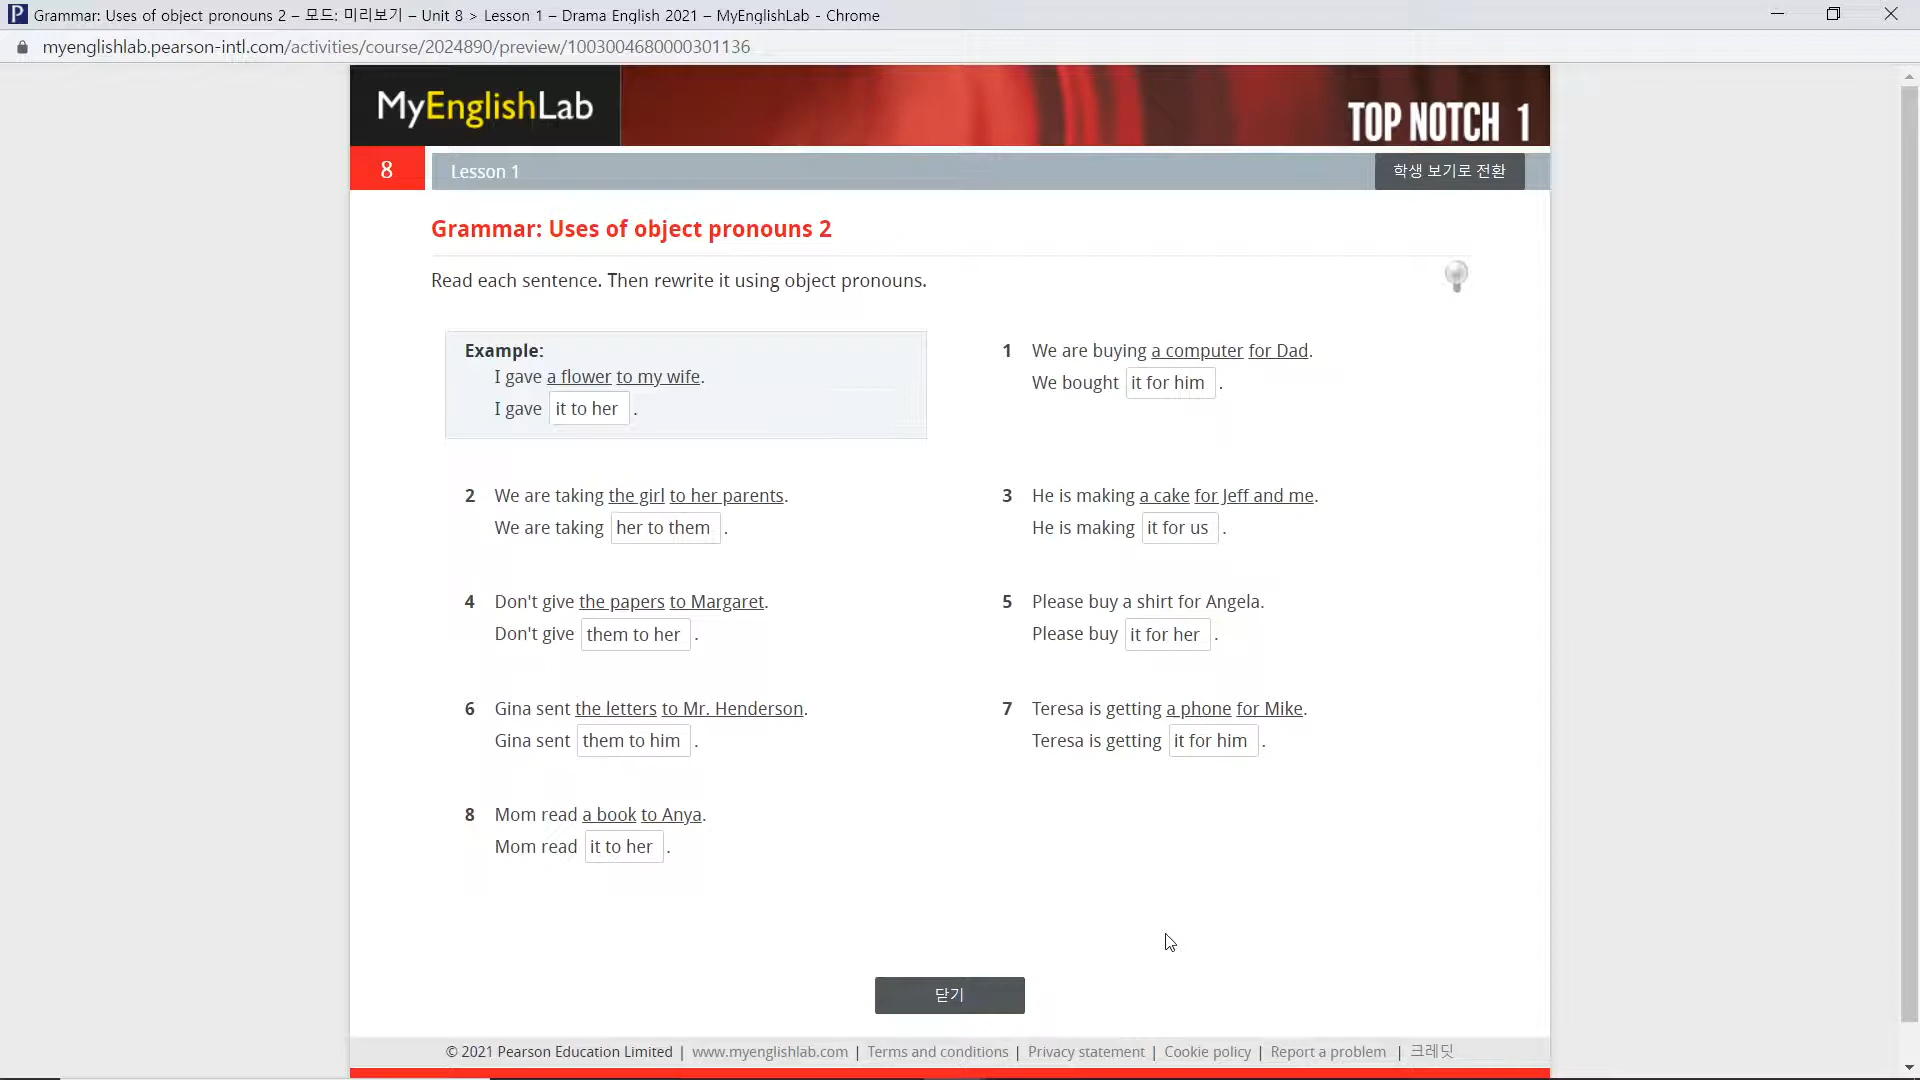 Grammar: Uses of object pronouns 2 – 모드: 미리보기 – Unit 8 > Lesson 1 – Drama English 2021 – MyEnglishLab - Chrome
myenglishlab.pearson-intl.com/activities/course/2024890/preview/1003004680000301136
MyEnglishLab
TOP NOTCH 1
8
Lesson 1
학생 보기로 전환
Grammar: Uses of object pronouns 2
Read each sentence. Then rewrite it using object pronouns.
Example:
I gave a flower to my wife.
I gave it to her .
1 We are buying a computer for Dad.
We bought it for him .
2 We are taking the girl to her parents.
We are taking her to them .
3 He is making a cake for Jeff and me.
He is making it for us .
4 Don't give the papers to Margaret.
Don't give them to her .
5 Please buy a shirt for Angela.
Please buy it for her .
6 Gina sent the letters to Mr. Henderson.
Gina sent them to him .
7 Teresa is getting a phone for Mike.
Teresa is getting it for him .
8 Mom read a book to Anya.
Mom read it to her .
닫기
© 2021 Pearson Education Limited | www.myenglishlab.com | Terms and conditions | Privacy statement | Cookie policy | Report a problem | 크레딧